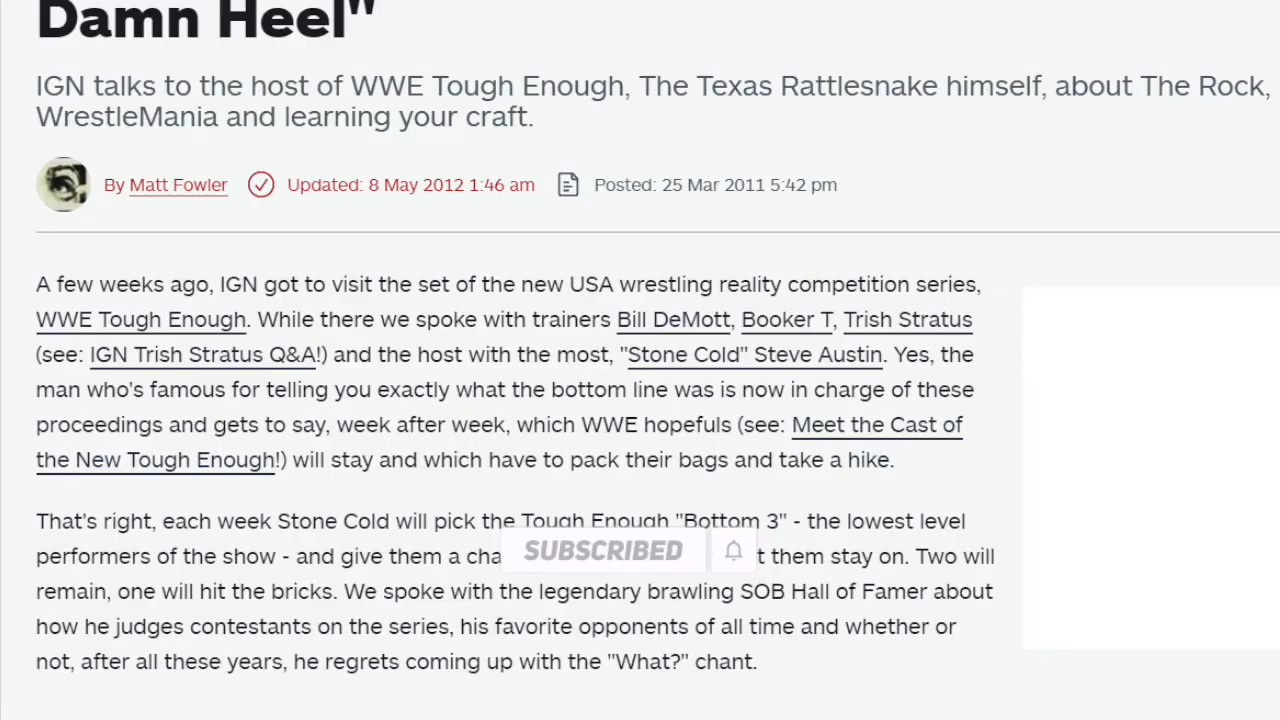 Damn Heel"
IGN talks to the host of WWE Tough Enough, The Texas Rattlesnake himself, about The Rock,
WrestleMania and learning your craft.
By Matt Fowler Updated: 8 May 2012 1:46 am Posted: 25 Mar 2011 5:42 pm
A few weeks ago, IGN got to visit the set of the new USA wrestling reality competition series,
WWE Tough Enough. While there we spoke with trainers Bill DeMott, Booker T, Trish Stratus
(see: IGN Trish Stratus Q&A!) and the host with the most, "Stone Cold" Steve Austin. Yes, the
man who's famous for telling you exactly what the bottom line was is now in charge of these
proceedings and gets to say, week after week, which WWE hopefuls (see: Meet the Cast of
the New Tough Enough!) will stay and which have to pack their bags and take a hike.
That's right, each week Stone Cold will pick the Tough Enough "Bottom 3" - the lowest level
performers of the show - and give them a cha t them stay on. Two will
SUBSCRIBED
remain, one will hit the bricks. We spoke with the legendary brawling SOB Hall of Famer about
how he judges contestants on the series, his favorite opponents of all time and whether or
not, after all these years, he regrets coming up with the "What?" chant.